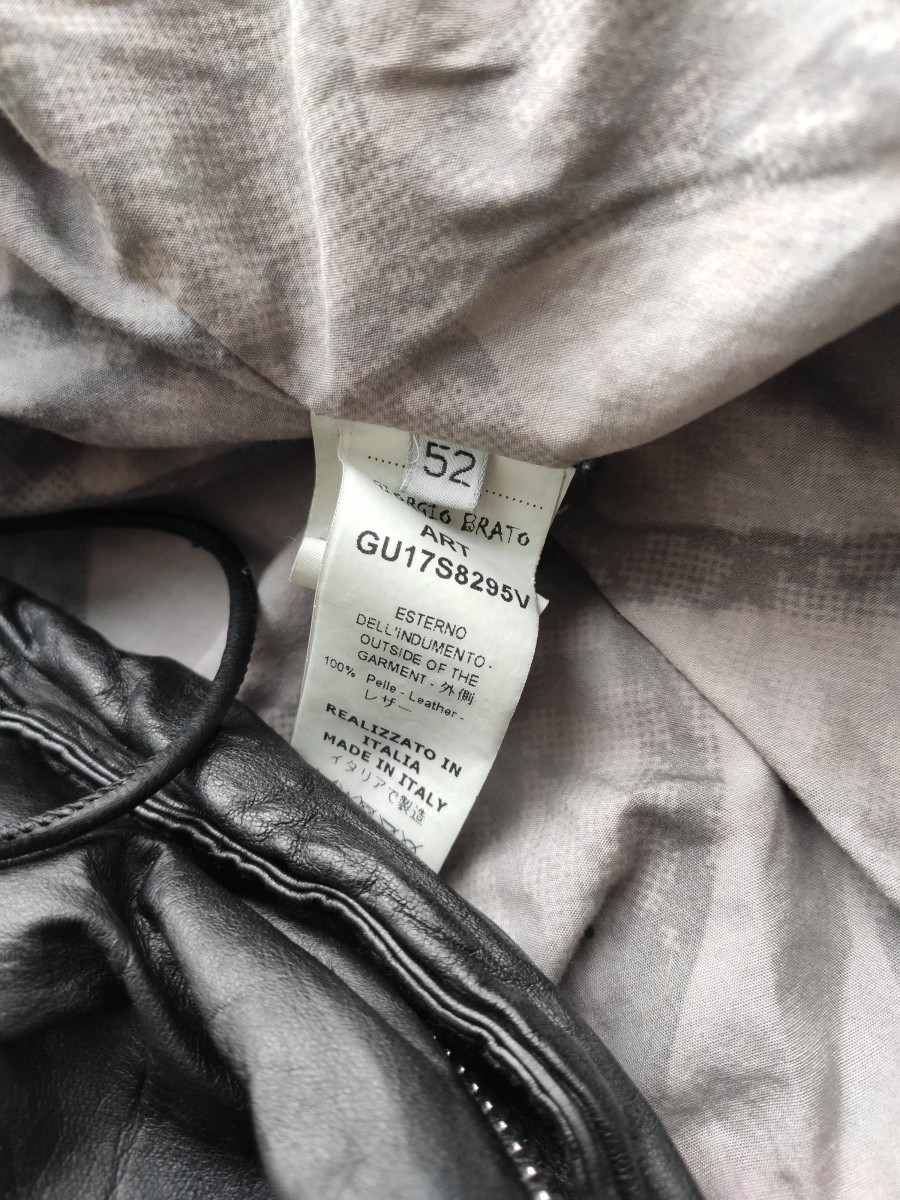 52
GIORGIO BRATO
ART
GU17S8295V
ESTERNO
DELL'INDUMENTO-
OUTSIDE OF THE
GARMENT - 外側
100% Pelle - Leather -
レザー
REALIZZATO IN
ITALIA
MADE IN ITALY
イタリアで製造